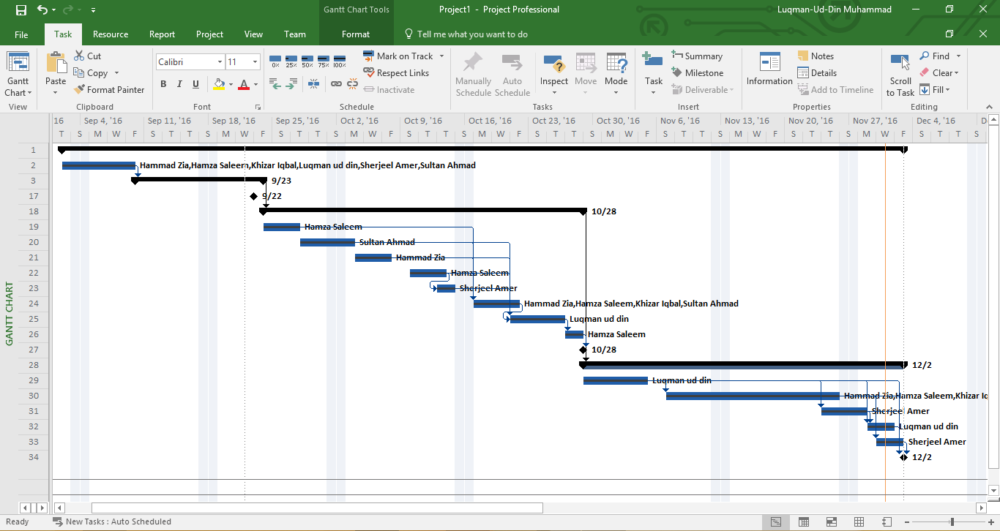 Gantt Chart Tools Project1 - Project Professional Luqman-Ud-Din Muhammad
File Task Resource Report Project View Team Format Tell me what you want to do
Gantt Chart
View
Paste
Cut
Copy
Format Painter
Clipboard
Calibri 11
B I U A
Font
0% 25% 50% 75% 100%
Mark on Track
Respect Links
Inactivate
Schedule
Manually Schedule
Auto Schedule
Inspect
Move
Mode
Tasks
Task
Summary
Milestone
Deliverable
Insert
Information
Notes
Details
Add to Timeline
Properties
Scroll to Task
Find
Clear
Fill
Editing
16 Sep 4, '16 Sep 11, '16 Sep 18, '16 Sep 25, '16 Oct 2, '16 Oct 9, '16 Oct 16, '16 Oct 23, '16 Oct 30, '16 Nov 6, '16 Nov 13, '16 Nov 20, '16 Nov 27, '16 Dec 4, '16
T S M W F S T T S M W F S T T S M W F S T T S M W F S T T S M W F S T T S M W F S T T S M W F S T T S
GANTT CHART
1
2 Hammad Zia,Hamza Saleem,Khizar Iqbal,Luqman ud din,Sherjeel Amer,Sultan Ahmad
3 9/23
17 9/22
18 10/28
19 Hamza Saleem
20 Sultan Ahmad
21 Hammad Zia
22 Hamza Saleem
23 Sherjeel Amer
24 Hammad Zia,Hamza Saleem,Khizar Iqbal,Sultan Ahmad
25 Luqman ud din
26 Hamza Saleem
27 10/28
28 12/2
29 Luqman ud din
30 Hammad Zia,Hamza Saleem,Khizar Iq
31 Sherjeel Amer
32 Luqman ud din
33 Sherjeel Amer
34 12/2
Ready New Tasks : Auto Scheduled